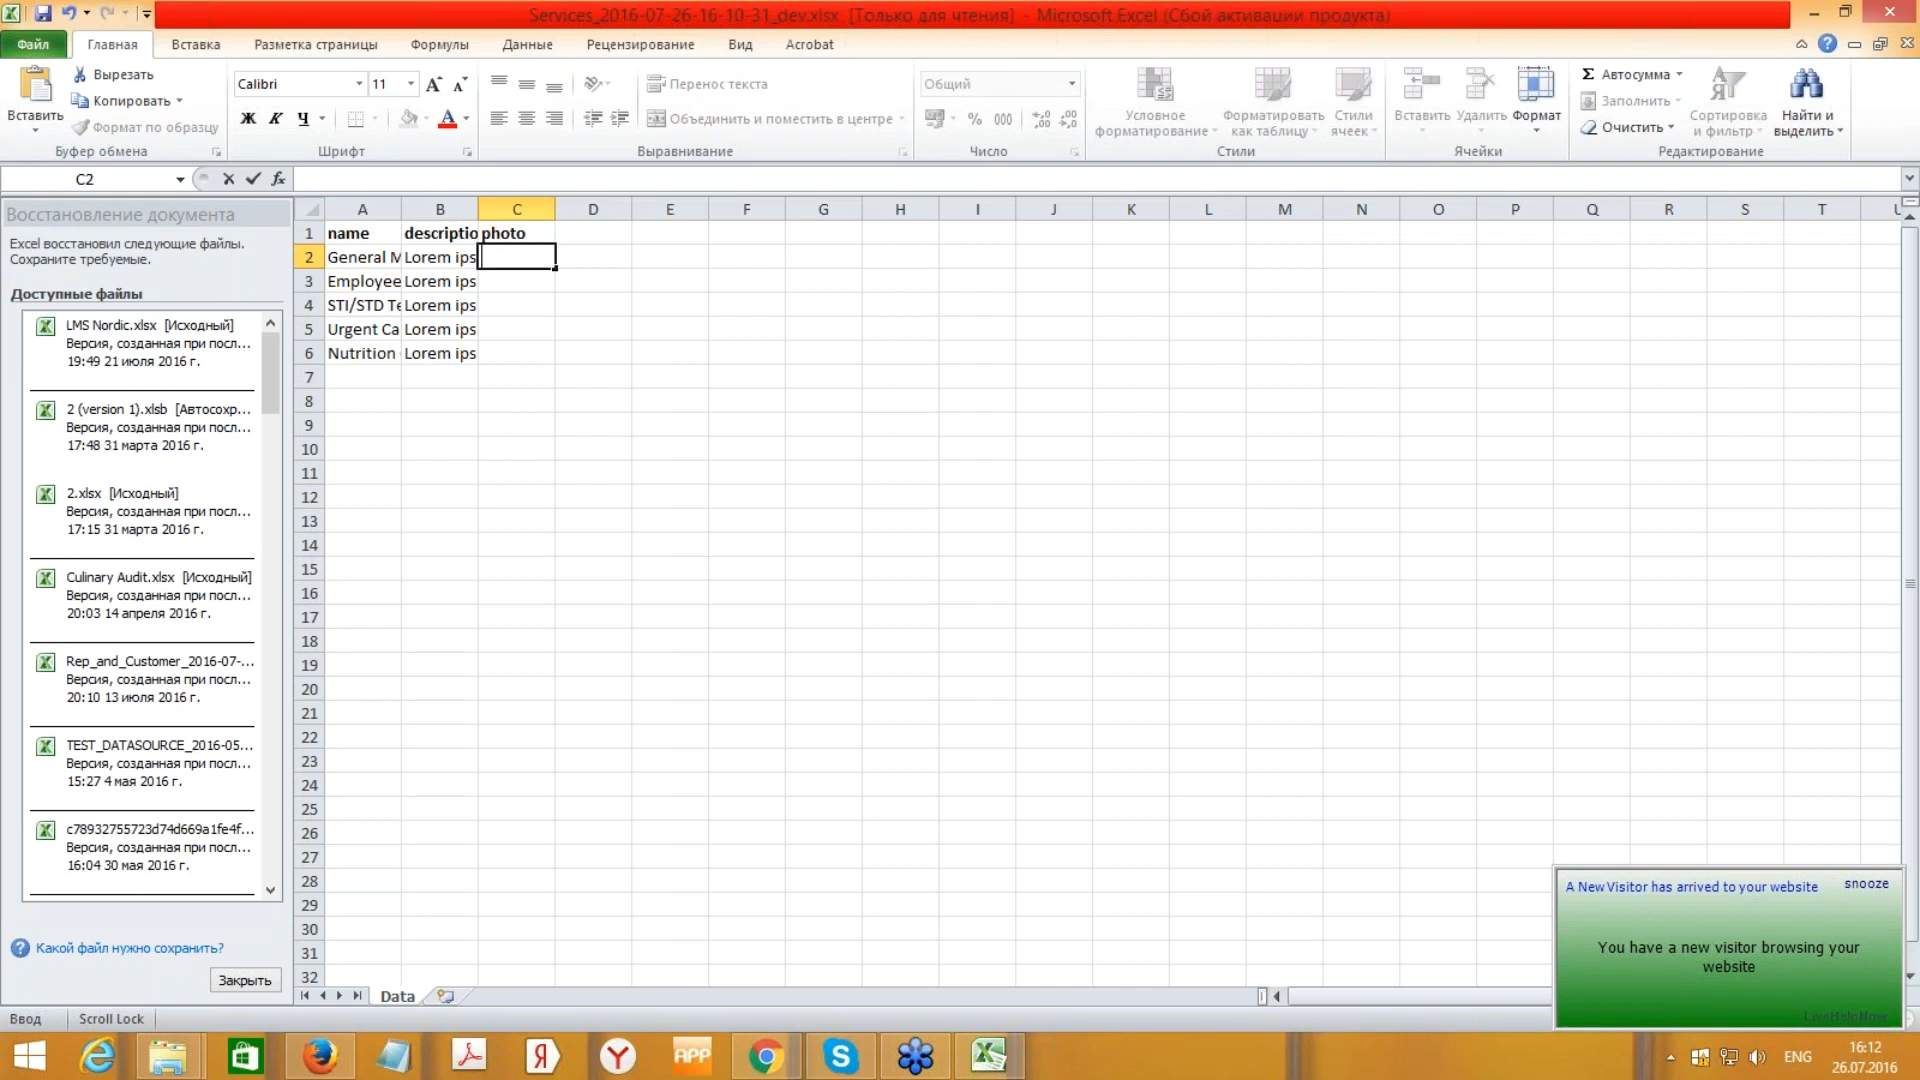 Services_2016-07-26-16-10-31_dev.xlsx [Только для чтения] - Microsoft Excel (Сбой активации продукта)
Файл Главная Вставка Разметка страницы Формулы Данные Рецензирование Вид Acrobat
Вставить
Вырезать
Копировать
Формат по образцу
Буфер обмена
Calibri 11
Ж К Ч
Шрифт
Перенос текста
Объединить и поместить в центре
Выравнивание
Общий
% 000 ,00 ,00
Число
Условное форматирование
Форматировать как таблицу
Стили ячеек
Стили
Вставить Удалить Формат
Ячейки
Σ Автосумма
Заполнить
Очистить
Сортировка и фильтр
Найти и выделить
Редактирование
C2 fx
Восстановление документа
Excel восстановил следующие файлы.
Сохраните требуемые.
Доступные файлы
LMS Nordic.xlsx [Исходный]
Версия, созданная при посл...
19:49 21 июля 2016 г.
2 (version 1).xlsb [Автосохр...
Версия, созданная при посл...
17:48 31 марта 2016 г.
2.xlsx [Исходный]
Версия, созданная при посл...
17:15 31 марта 2016 г.
Culinary Audit.xlsx [Исходный]
Версия, созданная при посл...
20:03 14 апреля 2016 г.
Rep_and_Customer_2016-07-...
Версия, созданная при посл...
20:10 13 июля 2016 г.
TEST_DATASOURCE_2016-05...
Версия, созданная при посл...
15:27 4 мая 2016 г.
c78932755723d74d669a1fe4f...
Версия, созданная при посл...
16:04 30 мая 2016 г.
Какой файл нужно сохранить?
Закрыть
A B C D E F G H I J K L M N O P Q R S T U
1 name descriptio photo
2 General M Lorem ips
3 Employee Lorem ips
4 STI/STD Te Lorem ips
5 Urgent Ca Lorem ips
6 Nutrition Lorem ips
7
8
9
10
11
12
13
14
15
16
17
18
19
20
21
22
23
24
25
26
27
28
29
30
31
32
Data
A New Visitor has arrived to your website snooze
You have a new visitor browsing your
website
LiveHelpNow
Ввод Scroll Lock
APP
ENG
16:12
26.07.2016